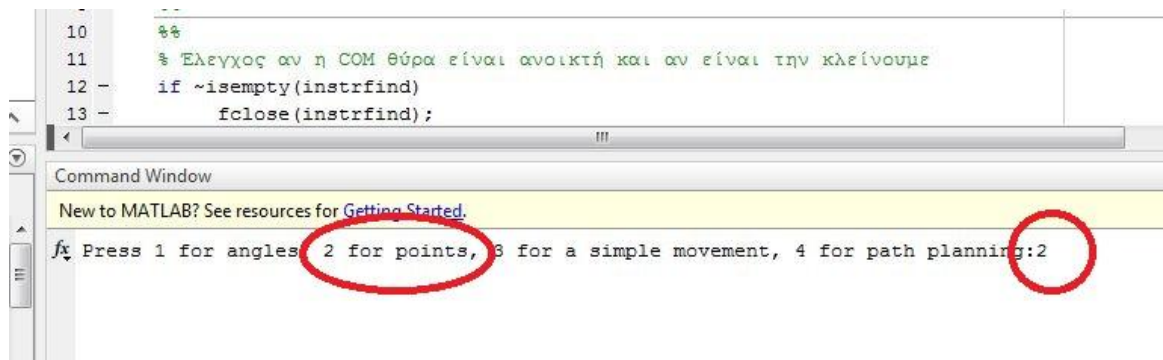 10 %%
11 % Έλεγχος αν η COM θύρα είναι ανοικτή και αν είναι την κλείνουμε
12 - if ~isempty(instrfind)
13 - fclose(instrfind);
Command Window
New to MATLAB? See resources for Getting Started.
fx Press 1 for angles, 2 for points, 3 for a simple movement, 4 for path planning:2